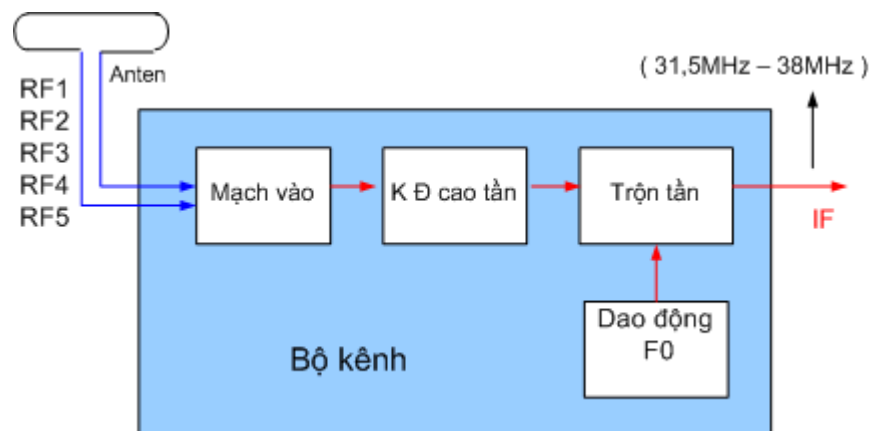 Anten
RF1
RF2
RF3
RF4
RF5
( 31,5MHz – 38MHz )
Mạch vào
K Đ cao tần
Trộn tần
IF
Dao động
F0
Bộ kênh